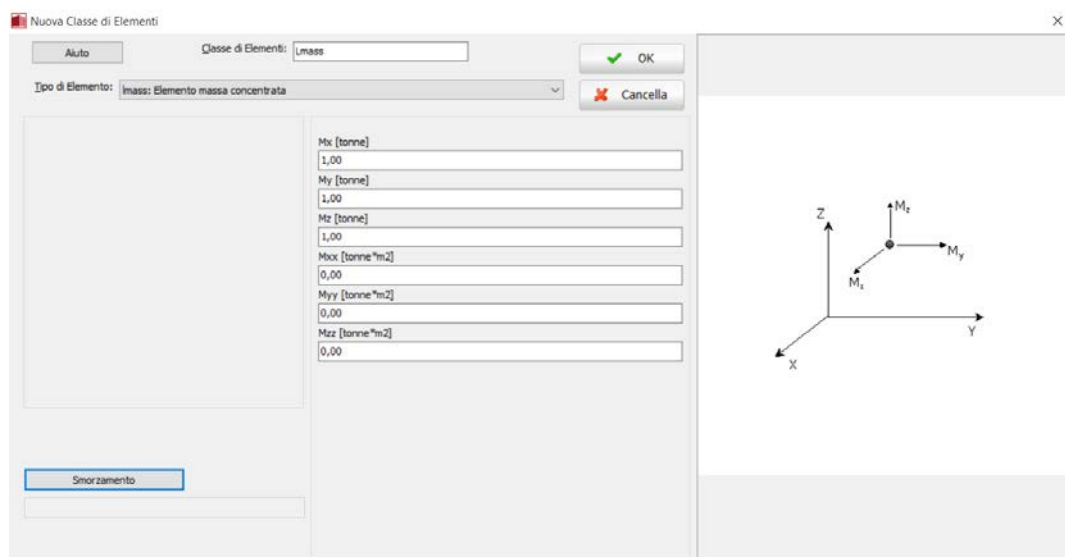 Nuova Classe di Elementi
Aiuto
Classe di Elementi: Lmass
OK
Tipo di Elemento: lmass: Elemento massa concentrata
Cancella
Mx [tonne]
1,00
My [tonne]
1,00
Mz [tonne]
1,00
Mxx [tonne*m2]
0,00
Myy [tonne*m2]
0,00
Mzz [tonne*m2]
0,00
Smorzamento
Z
Mz
My
Mx
Y
X